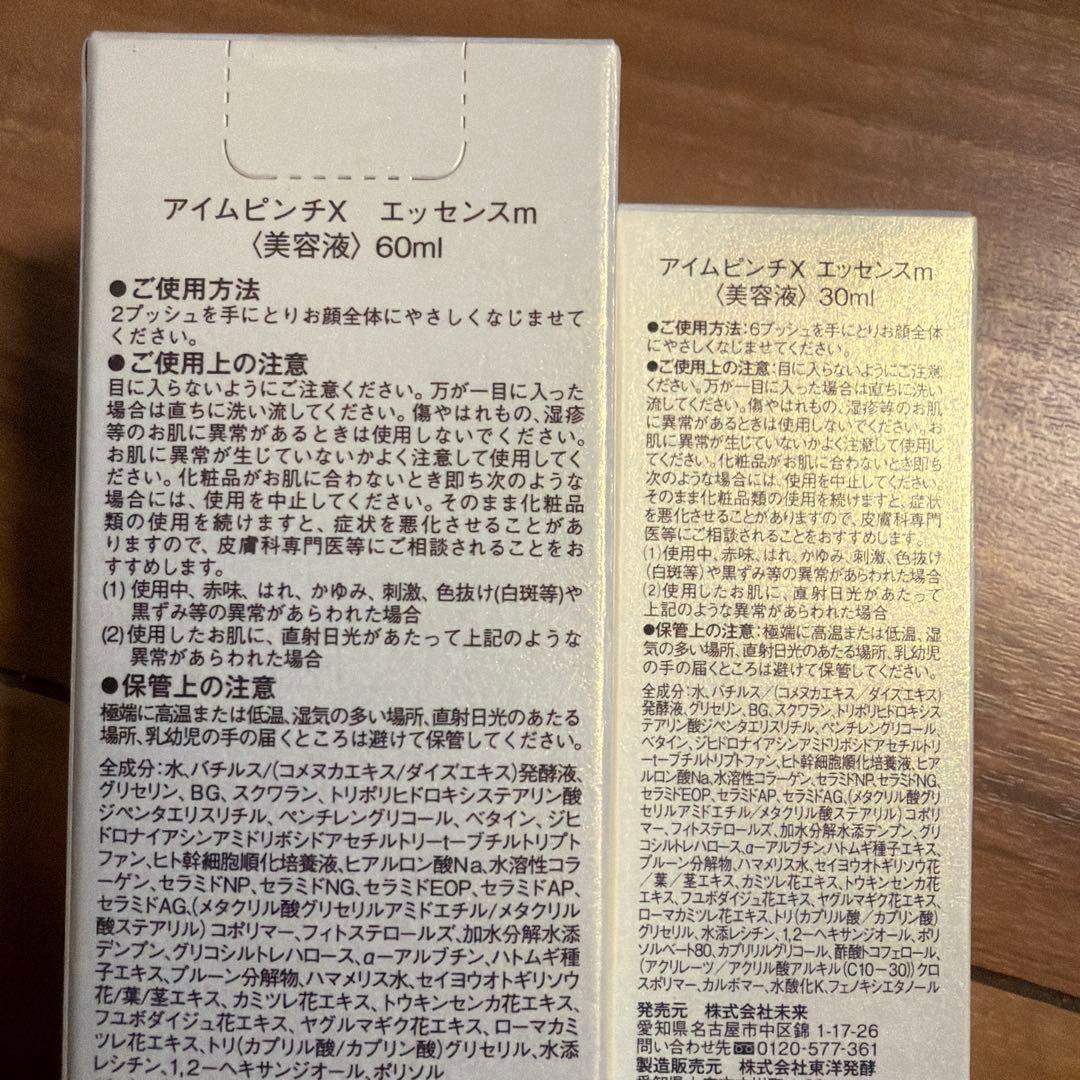 アイムピンチX　エッセンスm
〈美容液〉60ml
●ご使用方法
2プッシュを手にとりお顔全体にやさしくなじませて
ください。
●ご使用上の注意
目に入らないようにご注意ください。万が一目に入った
場合は直ちに洗い流してください。傷やはれもの、湿疹
等のお肌に異常があるときは使用しないでください。
お肌に異常が生じていないかよく注意して使用してく
ださい。化粧品がお肌に合わないとき即ち次のような
場合には、使用を中止してください。そのまま化粧品
類の使用を続けますと、症状を悪化させることがあ
りますので、皮膚科専門医等にご相談されることをお
すすめします。
(1) 使用中、赤味、はれ、かゆみ、刺激、色抜け(白斑等)や
黒ずみ等の異常があらわれた場合
(2)使用したお肌に、直射日光があたって上記のような
異常があらわれた場合
●保管上の注意
極端に高温または低温、湿気の多い場所、直射日光のあたる
場所、乳幼児の手の届くところは避けて保管してください。
全成分：水、バチルス/(コメヌカエキス/ダイズエキス)発酵液、
グリセリン、BG、スクワラン、トリポリヒドロキシステアリン酸
ジペンタエリスリチル、ペンチレングリコール、ベタイン、ジヒ
ドロナイアシンアミドリボシドアセチルトリーt-ブチルトリプト
ファン、ヒト幹細胞順化培養液、ヒアルロン酸Na、水溶性コラ
ーゲン、セラミドNP、セラミドNG、セラミドEOP、セラミドAP、
セラミドAG、(メタクリル酸グリセリルアミドエチル/メタクリル
酸ステアリル)コポリマー、フィトステロールズ、加水分解水添
デンプン、グリコシルトレハロース、α-アルブチン、ハトムギ種
子エキス、プルーン分解物、ハマメリス水、セイヨウオトギリソウ
花/葉/茎エキス、カミツレ花エキス、トウキンセンカ花エキス、
フユボダイジュ花エキス、ヤグルマギク花エキス、ローマカミ
ツレ花エキス、トリ(カプリル酸/カプリン酸)グリセリル、水添
レシチン、1,2-ヘキサンジオール、ポリソル
アイムピンチX　エッセンスm
〈美容液〉30ml
●ご使用方法：6プッシュを手にとりお顔全体
にやさしくなじませてください。
●ご使用上の注意：目に入らないようにご注意
ください。万が一目に入った場合は直ちに洗い
流してください。傷やはれもの、湿疹等のお肌
に異常があるときは使用しないでください。お
肌に異常が生じていないかよく注意して使用し
てください。化粧品がお肌に合わないとき即ち
次のような場合には、使用を中止してください。
そのまま化粧品類の使用を続けますと、症状
を悪化させることがありますので、皮膚科専門
医等にご相談されることをおすすめします。
(1)使用中、赤味、はれ、かゆみ、刺激、色抜け
(白斑等)や黒ずみ等の異常があらわれた場合
(2)使用したお肌に、直射日光があたって
上記のような異常があらわれた場合
●保管上の注意：極端に高温または低温、湿
気の多い場所、直射日光のあたる場所、乳幼児
の手の届くところは避けて保管してください。
全成分：水、バチルス／(コメヌカエキス／ダイズエキス)
発酵液、グリセリン、BG、スクワラン、トリポリヒドロキシス
テアリン酸ジペンタエリスリチル、ペンチレングリコール、
ベタイン、ジヒドロナイアシンアミドリボシドアセチルトリ
ーt-ブチルトリプトファン、ヒト幹細胞順化培養液、ヒア
ルロン酸Na、水溶性コラーゲン、セラミドNP、セラミドNG、
セラミドEOP、セラミドAP、セラミドAG、(メタクリル酸グリ
セリルアミドエチル／メタクリル酸ステアリル)コポリ
マー、フィトステロールズ、加水分解水添デンプン、グリ
コシルトレハロース、α-アルブチン、ハトムギ種子エキス、
プルーン分解物、ハマメリス水、セイヨウオトギリソウ花
／葉／茎エキス、カミツレ花エキス、トウキンセンカ花エ
キス、フユボダイジュ花エキス、ヤグルマギク花エキス、
ローマカミツレ花エキス、トリ(カプリル酸／カプリン酸)
グリセリル、水添レシチン、1,2-ヘキサンジオール、ポリ
ソルベート80、カプリリルグリコール、酢酸トコフェロール、
(アクリレーツ／アクリル酸アルキル(C10-30))クロ
スポリマー、カルボマー、水酸化K、フェノキシエタノール
発売元　株式会社未来
愛知県名古屋市中区錦 1-17-26
問い合わせ先 0120-577-361
製造販売元　株式会社東洋発酵